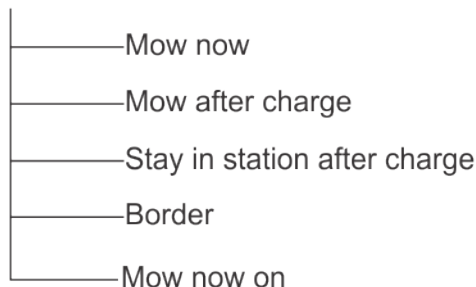 Mow now
Mow after charge
Stay in station after charge
Border
Mow now on